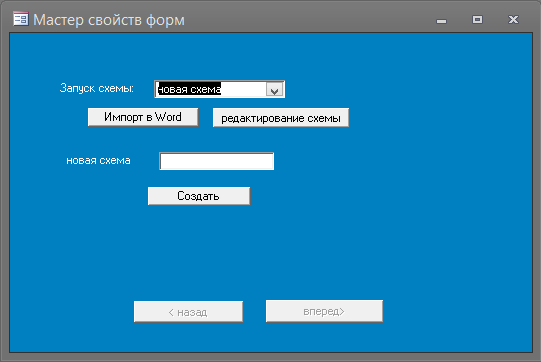 Мастер свойств форм
Запуск схемы: новая схема
Импорт в Word редактирование схемы
новая схема
Создать
< назад вперед>